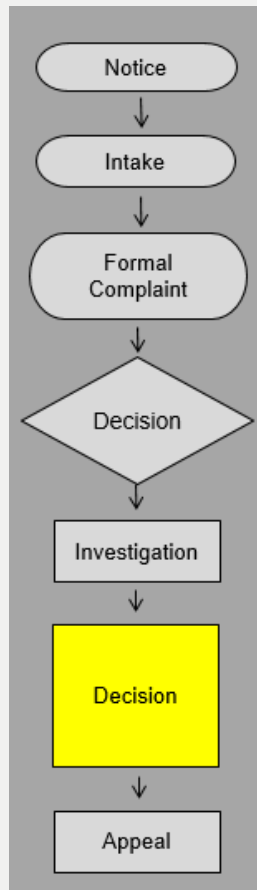 Notice
Intake
Formal
Complaint
Decision
Investigation
Decision
Appeal